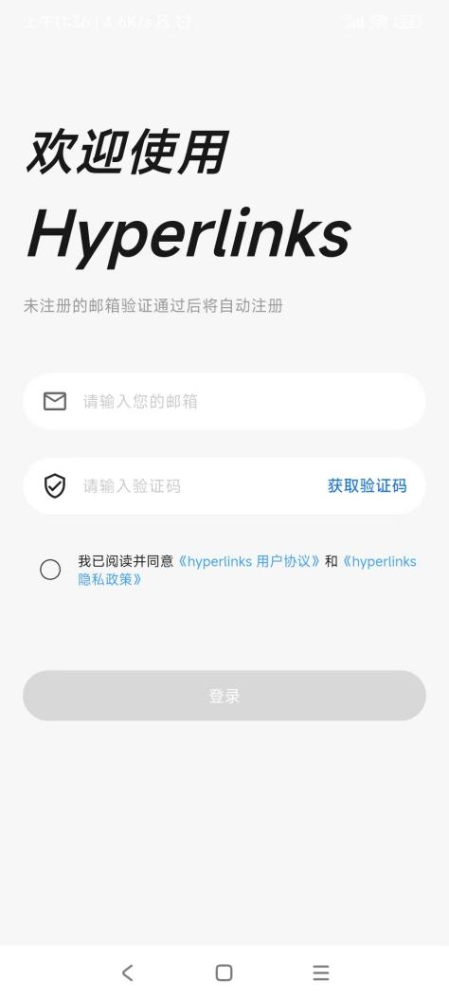 上午11:36 | 4.6K/s
欢迎使用
Hyperlinks
未注册的邮箱验证通过后将自动注册
请输入您的邮箱
请输入验证码 获取验证码
我已阅读并同意《hyperlinks 用户协议》和《hyperlinks
隐私政策》
登录